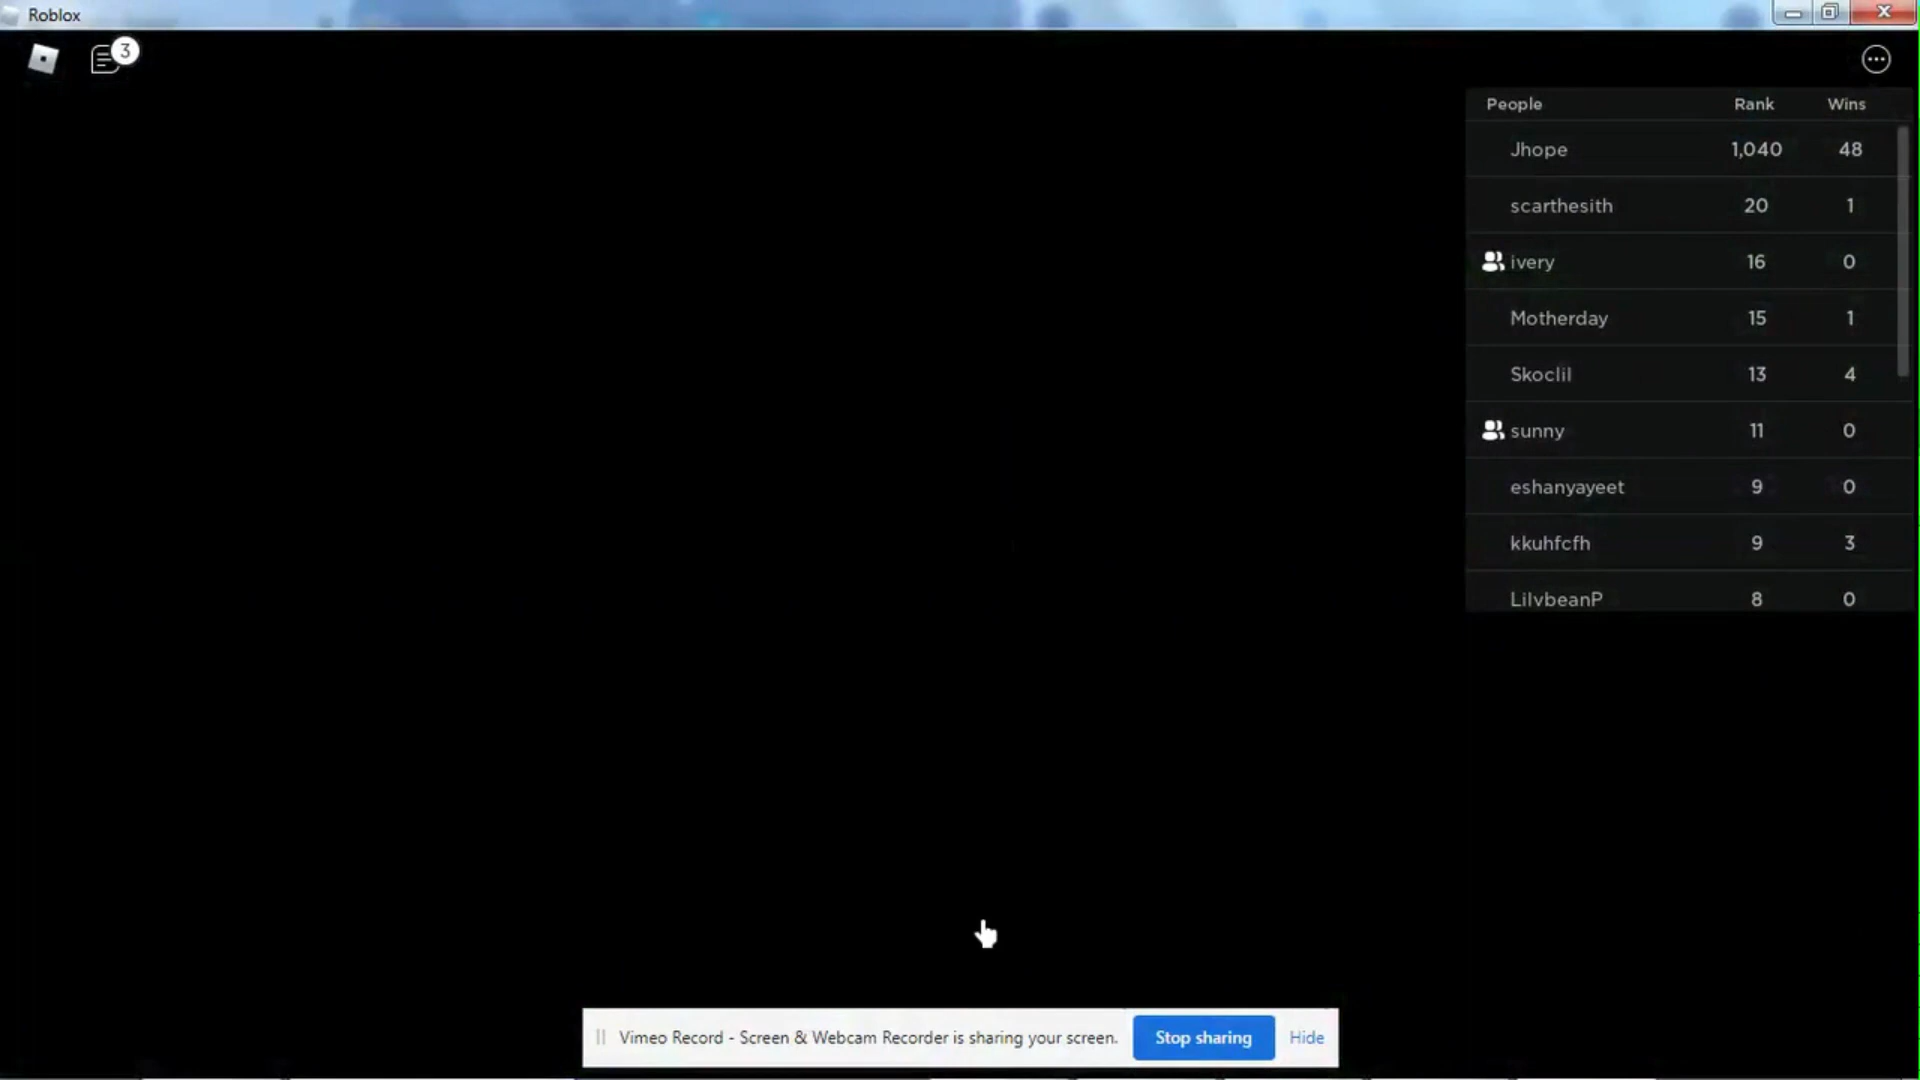 Roblox
3
People Rank Wins
Jhope 1,040 48
scarthesith 20 1
ivery 16 0
Motherday 15 1
Skoclil 13 4
sunny 11 0
eshanyayeet 9 0
kkuhfcfh 9 3
LilybeanP 8 0
Vimeo Record - Screen & Webcam Recorder is sharing your screen. Stop sharing Hide